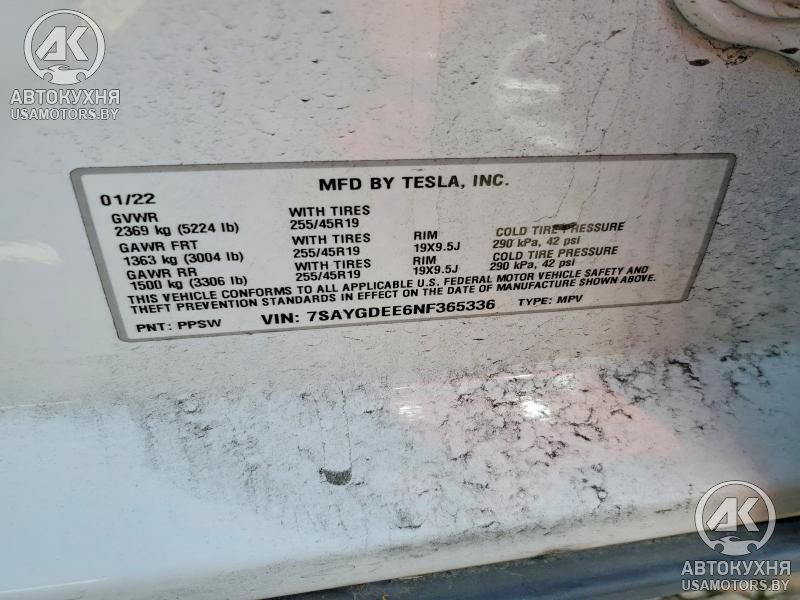 AK
АВТОКУХНЯ
USAMOTORS.BY
MFD BY TESLA, INC.
01/22
GVWR WITH TIRES
2369 kg (5224 lb) 255/45R19
GAWR FRT WITH TIRES RIM COLD TIRE PRESSURE
1363 kg (3004 lb) 255/45R19 19X9.5J 290 kPa, 42 psi
GAWR RR WITH TIRES RIM COLD TIRE PRESSURE
1500 kg (3306 lb) 255/45R19 19X9.5J 290 kPa, 42 psi
THIS VEHICLE CONFORMS TO ALL APPLICABLE U.S. FEDERAL MOTOR VEHICLE SAFETY AND
THEFT PREVENTION STANDARDS IN EFFECT ON THE DATE OF MANUFACTURE SHOWN ABOVE.
PNT: PPSW VIN: 7SAYGDEE6NF365336 TYPE: MPV
AK
АВТОКУХНЯ
USAMOTORS.BY